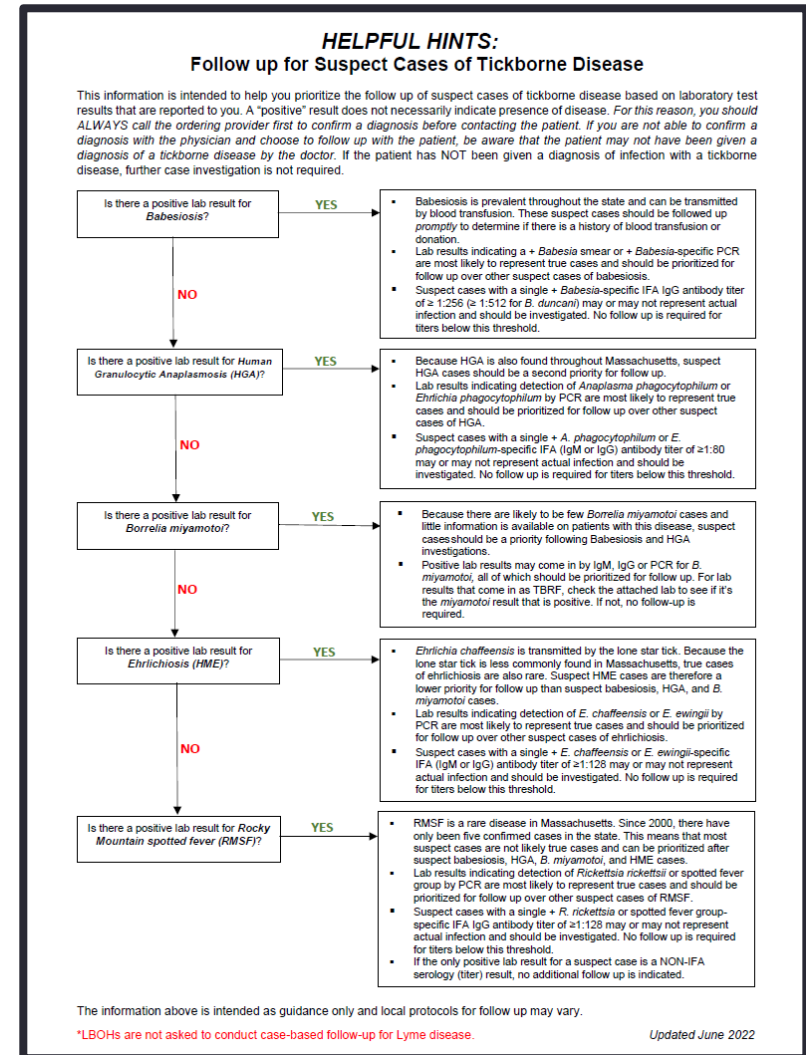 HELPFUL HINTS:
Follow up for Suspect Cases of Tickborne Disease
This information is intended to help you prioritize the follow up of suspect cases of tickborne disease based on laboratory test
results that are reported to you. A “positive” result does not necessarily indicate presence of disease. For this reason, you should
ALWAYS call the ordering provider first to confirm a diagnosis before contacting the patient. If you are not able to confirm a
diagnosis with the physician and choose to follow up with the patient, be aware that the patient may not have been given a
diagnosis of a tickborne disease by the doctor. If the patient has NOT been given a diagnosis of infection with a tickborne
disease, further case investigation is not required.
Is there a positive lab result for
Babesiosis?
YES
▪ Babesiosis is prevalent throughout the state and can be transmitted
by blood transfusion. These suspect cases should be followed up
promptly to determine if there is a history of blood transfusion or
donation.
▪ Lab results indicating a + Babesia smear or + Babesia-specific PCR
are most likely to represent true cases and should be prioritized for
follow up over other suspect cases of babesiosis.
▪ Suspect cases with a single + Babesia-specific IFA IgG antibody titer
of ≥ 1:256 (≥ 1:512 for B. duncani) may or may not represent actual
infection and should be investigated. No follow up is required for
titers below this threshold.
NO
Is there a positive lab result for Human
Granulocytic Anaplasmosis (HGA)?
YES
▪ Because HGA is also found throughout Massachusetts, suspect
HGA cases should be a second priority for follow up.
▪ Lab results indicating detection of Anaplasma phagocytophilum or
Ehrlichia phagocytophilum by PCR are most likely to represent true
cases and should be prioritized for follow up over other suspect
cases of HGA.
▪ Suspect cases with a single + A. phagocytophilum or E.
phagocytophilum-specific IFA (IgM or IgG) antibody titer of ≥1:80
may or may not represent actual infection and should be
investigated. No follow up is required for titers below this threshold.
NO
Is there a positive lab result for
Borrelia miyamotoi?
YES
▪ Because there are likely to be few Borrelia miyamotoi cases and
little information is available on patients with this disease, suspect
cases should be a priority following Babesiosis and HGA
investigations.
▪ Positive lab results may come in by IgM, IgG or PCR for B.
miyamotoi, all of which should be prioritized for follow up. For lab
results that come in as TBRF, check the attached lab to see if it's
the miyamotoi result that is positive. If not, no follow-up is
required.
NO
Is there a positive lab result for
Ehrlichiosis (HME)?
YES
▪ Ehrlichia chaffeensis is transmitted by the lone star tick. Because the
lone star tick is less commonly found in Massachusetts, true cases
of ehrlichiosis are also rare. Suspect HME cases are therefore a
lower priority for follow up than suspect babesiosis, HGA, and B.
miyamotoi cases.
▪ Lab results indicating detection of E. chaffeensis or E. ewingii by
PCR are most likely to represent true cases and should be prioritized
for follow up over other suspect cases of ehrlichiosis.
▪ Suspect cases with a single + E. chaffeensis or E. ewingii-specific
IFA (IgM or IgG) antibody titer of ≥1:128 may or may not represent
actual infection and should be investigated. No follow up is required
for titers below this threshold.
NO
Is there a positive lab result for Rocky
Mountain spotted fever (RMSF)?
YES
▪ RMSF is a rare disease in Massachusetts. Since 2000, there have
only been five confirmed cases in the state. This means that most
suspect cases are not likely true cases and can be prioritized after
suspect babesiosis, HGA, B. miyamotoi, and HME cases.
▪ Lab results indicating detection of Rickettsia rickettsii or spotted fever
group by PCR are most likely to represent true cases and should be
prioritized for follow up over other suspect cases of RMSF.
▪ Suspect cases with a single + R. rickettsia or spotted fever group-
specific IFA IgG antibody titer of ≥1:128 may or may not represent
actual infection and should be investigated. No follow up is required
for titers below this threshold.
▪ If the only positive lab result for a suspect case is a NON-IFA
serology (titer) result, no additional follow up is indicated.
The information above is intended as guidance only and local protocols for follow up may vary.
*LBOHs are not asked to conduct case-based follow-up for Lyme disease.
Updated June 2022